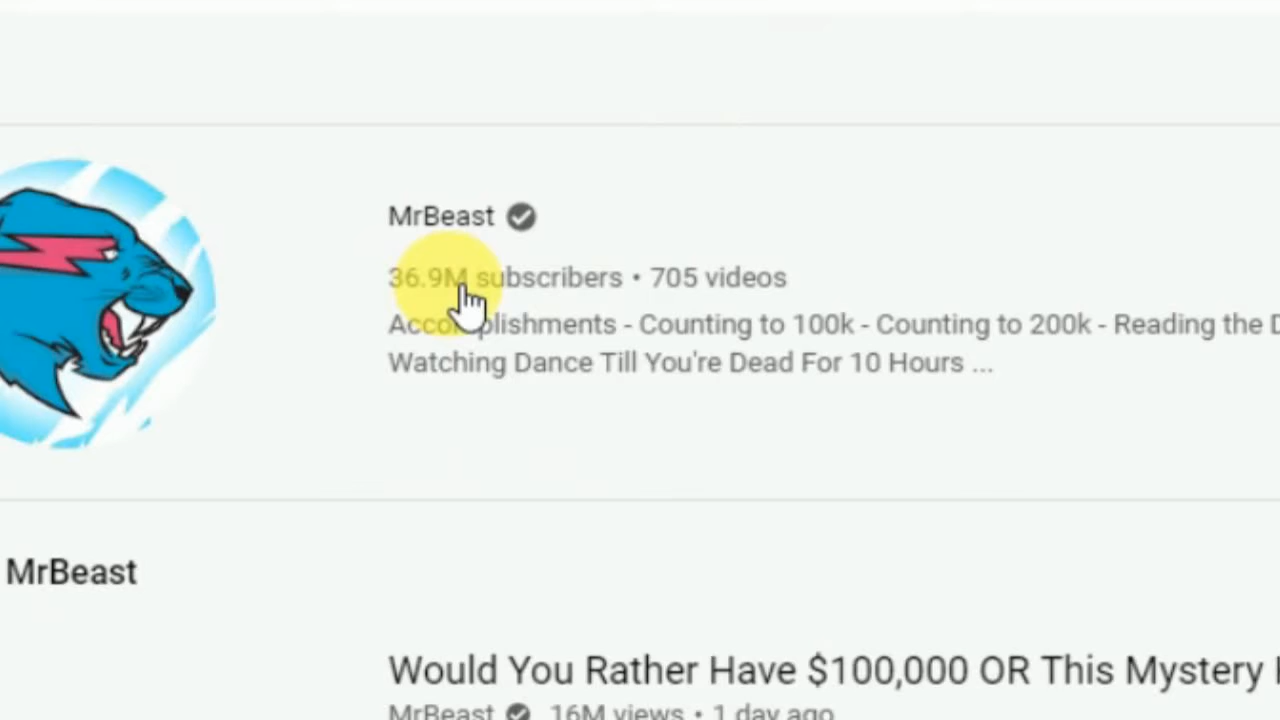 MrBeast
36.9M subscribers • 705 videos
Accomplishments - Counting to 100k - Counting to 200k - Reading the
Watching Dance Till You're Dead For 10 Hours ...
MrBeast
Would You Rather Have $100,000 OR This Mystery
MrBeast 16M views • 1 day ago